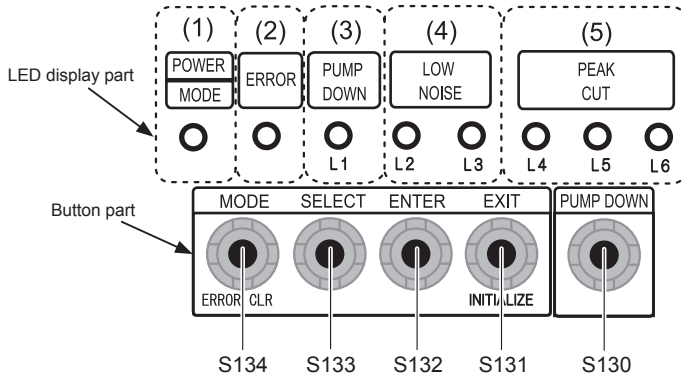 (1) (2) (3) (4) (5)
POWER
MODE
ERROR
PUMP
DOWN
LOW
NOISE
PEAK
CUT
LED display part
L1 L2 L3 L4 L5 L6
Button part
MODE SELECT ENTER EXIT PUMP DOWN
ERROR CLR INITIALIZE
S134 S133 S132 S131 S130